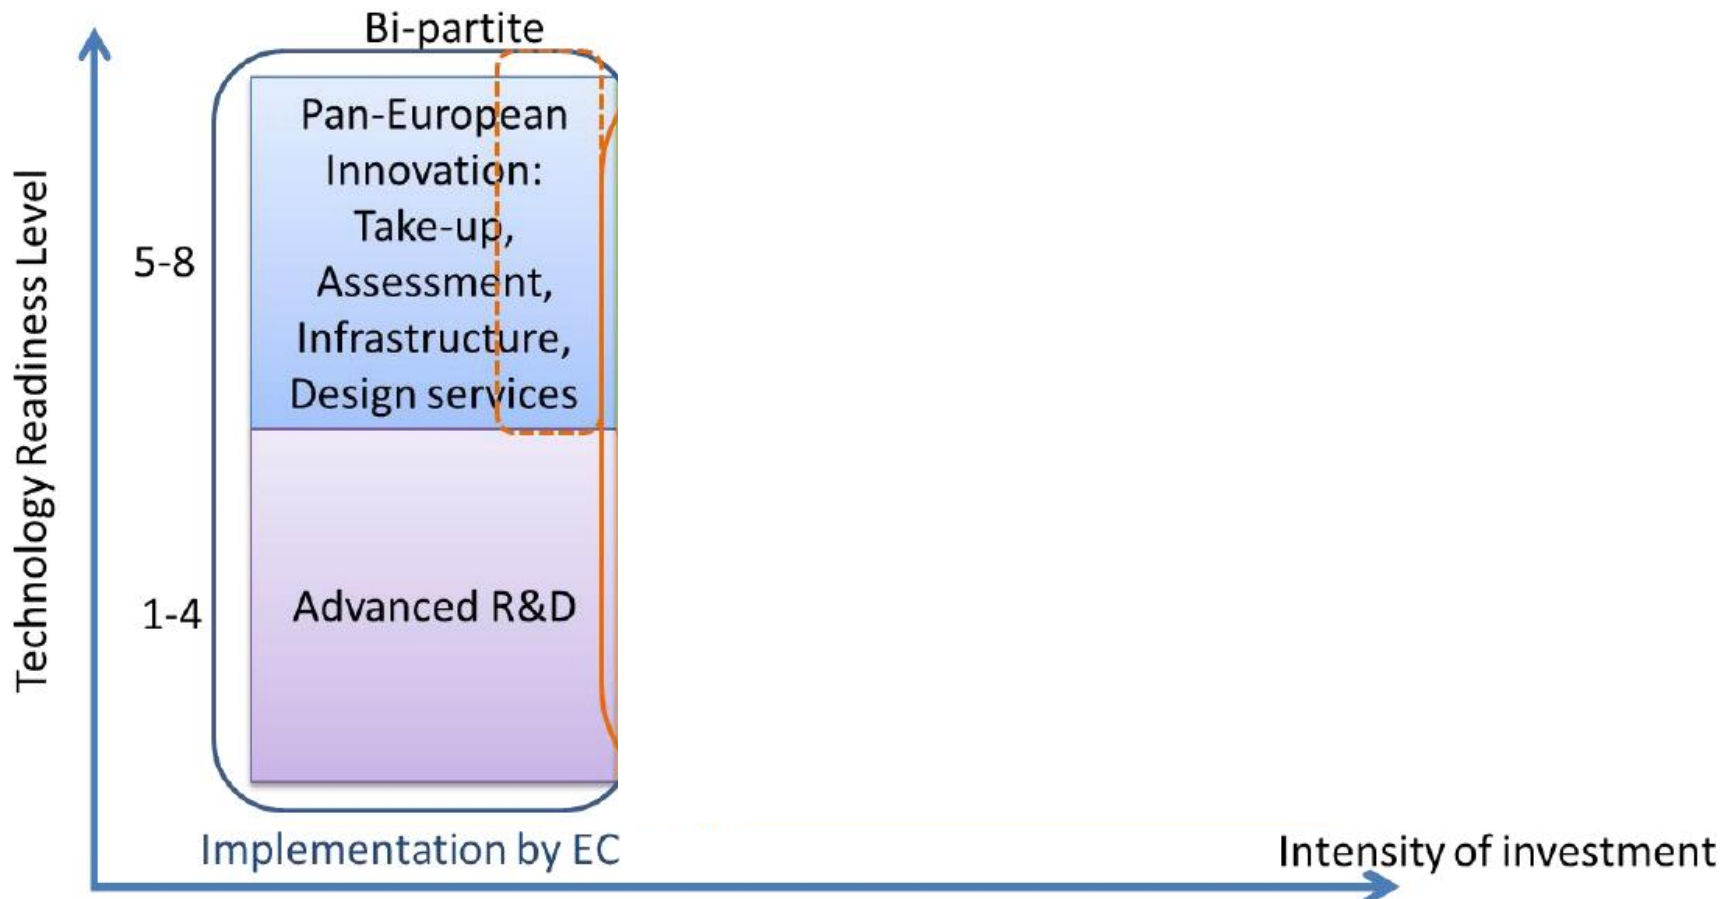 Bi-partite
Pan-European
Innovation:
Take-up,
Assessment,
Infrastructure,
Design services
5-8
Advanced R&D
1-4
Technology Readiness Level
Implementation by EC
Intensity of investment